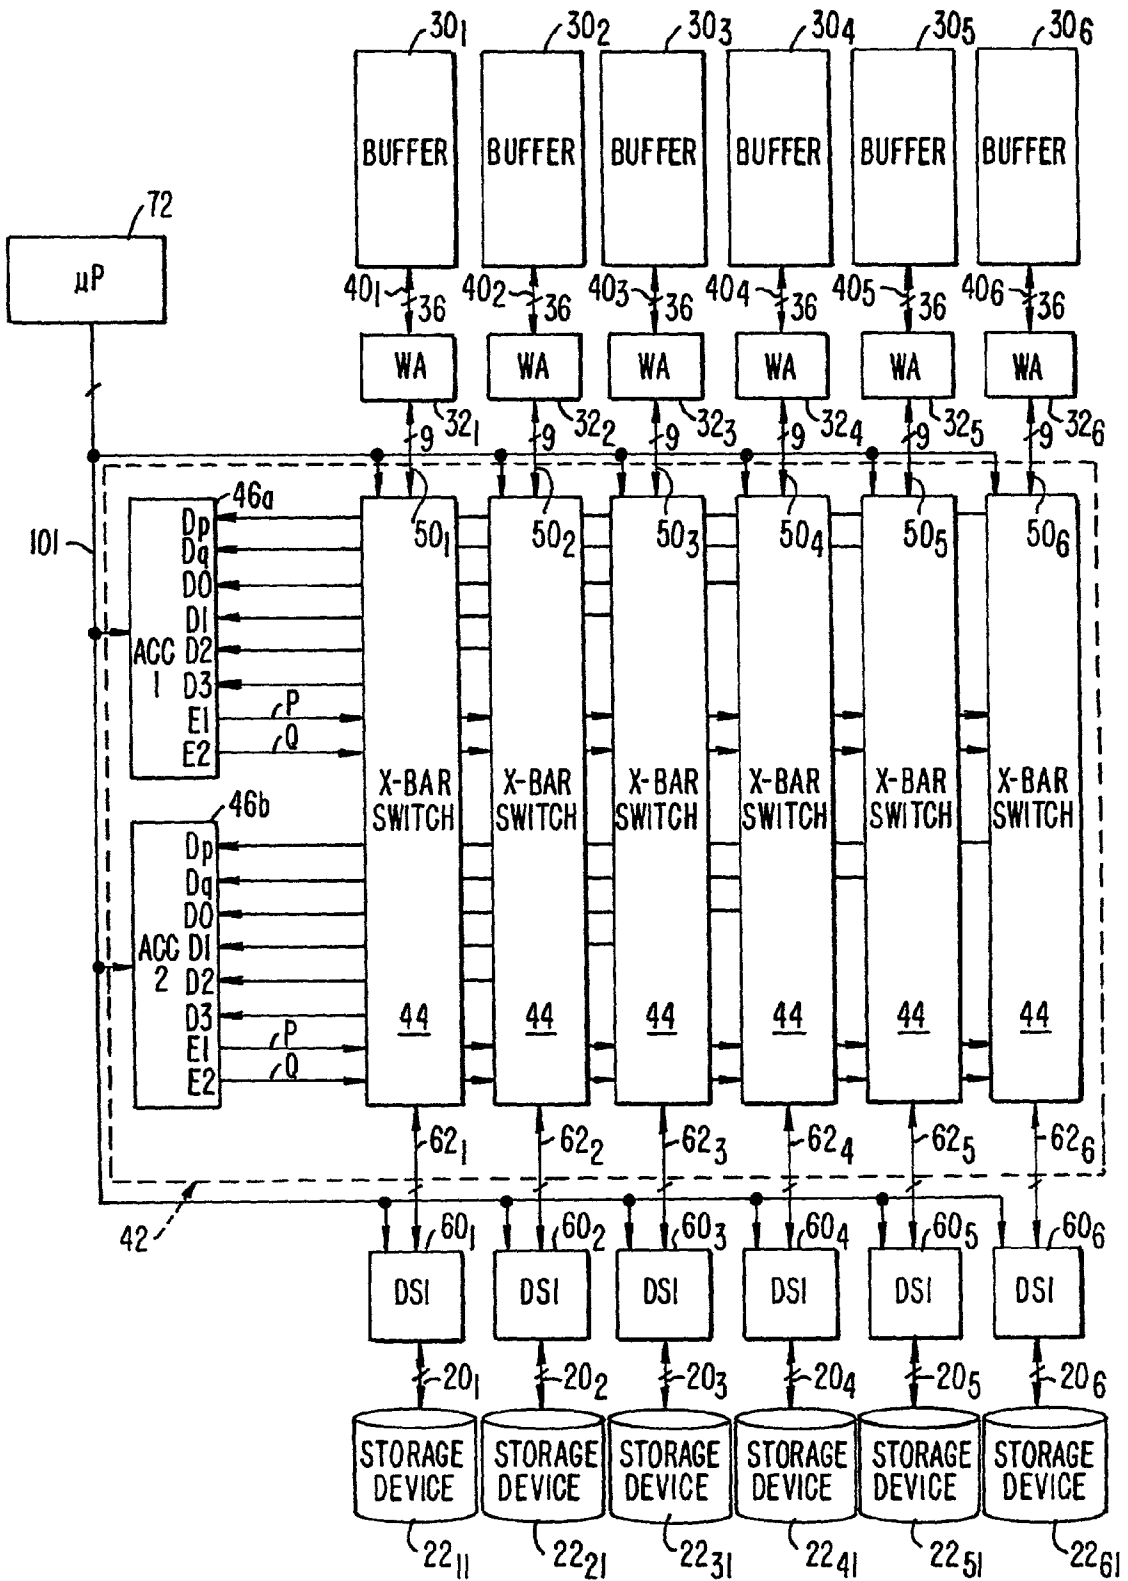 30₁ 30₂ 30₃ 30₄ 30₅ 30₆
BUFFER BUFFER BUFFER BUFFER BUFFER BUFFER
72
µP
40₁ 36 40₂ 36 40₃ 36 40₄ 36 40₅ 36 40₆ 36
WA WA WA WA WA WA
32₁ 32₂ 32₃ 32₄ 32₅ 32₆
9 9 9 9 9 9
46a
50₁ 50₂ 50₃ 50₄ 50₅ 50₆
101
Dp
Dq
D0
D1
ACC D2
1 D3
E1 P
E2 Q
X-BAR X-BAR X-BAR X-BAR X-BAR X-BAR
SWITCH SWITCH SWITCH SWITCH SWITCH SWITCH
46b
Dp
Dq
D0
ACC D1
2 D2
D3
44 44 44 44 44 44
E1 P
E2 Q
62₁ 62₂ 62₃ 62₄ 62₅ 62₆
42
60₁ 60₂ 60₃ 60₄ 60₅ 60₆
DSI DSI DSI DSI DSI DSI
20₁ 20₂ 20₃ 20₄ 20₅ 20₆
STORAGE STORAGE STORAGE STORAGE STORAGE STORAGE
DEVICE DEVICE DEVICE DEVICE DEVICE DEVICE
22₁₁ 22₂₁ 22₃₁ 22₄₁ 22₅₁ 22₆₁